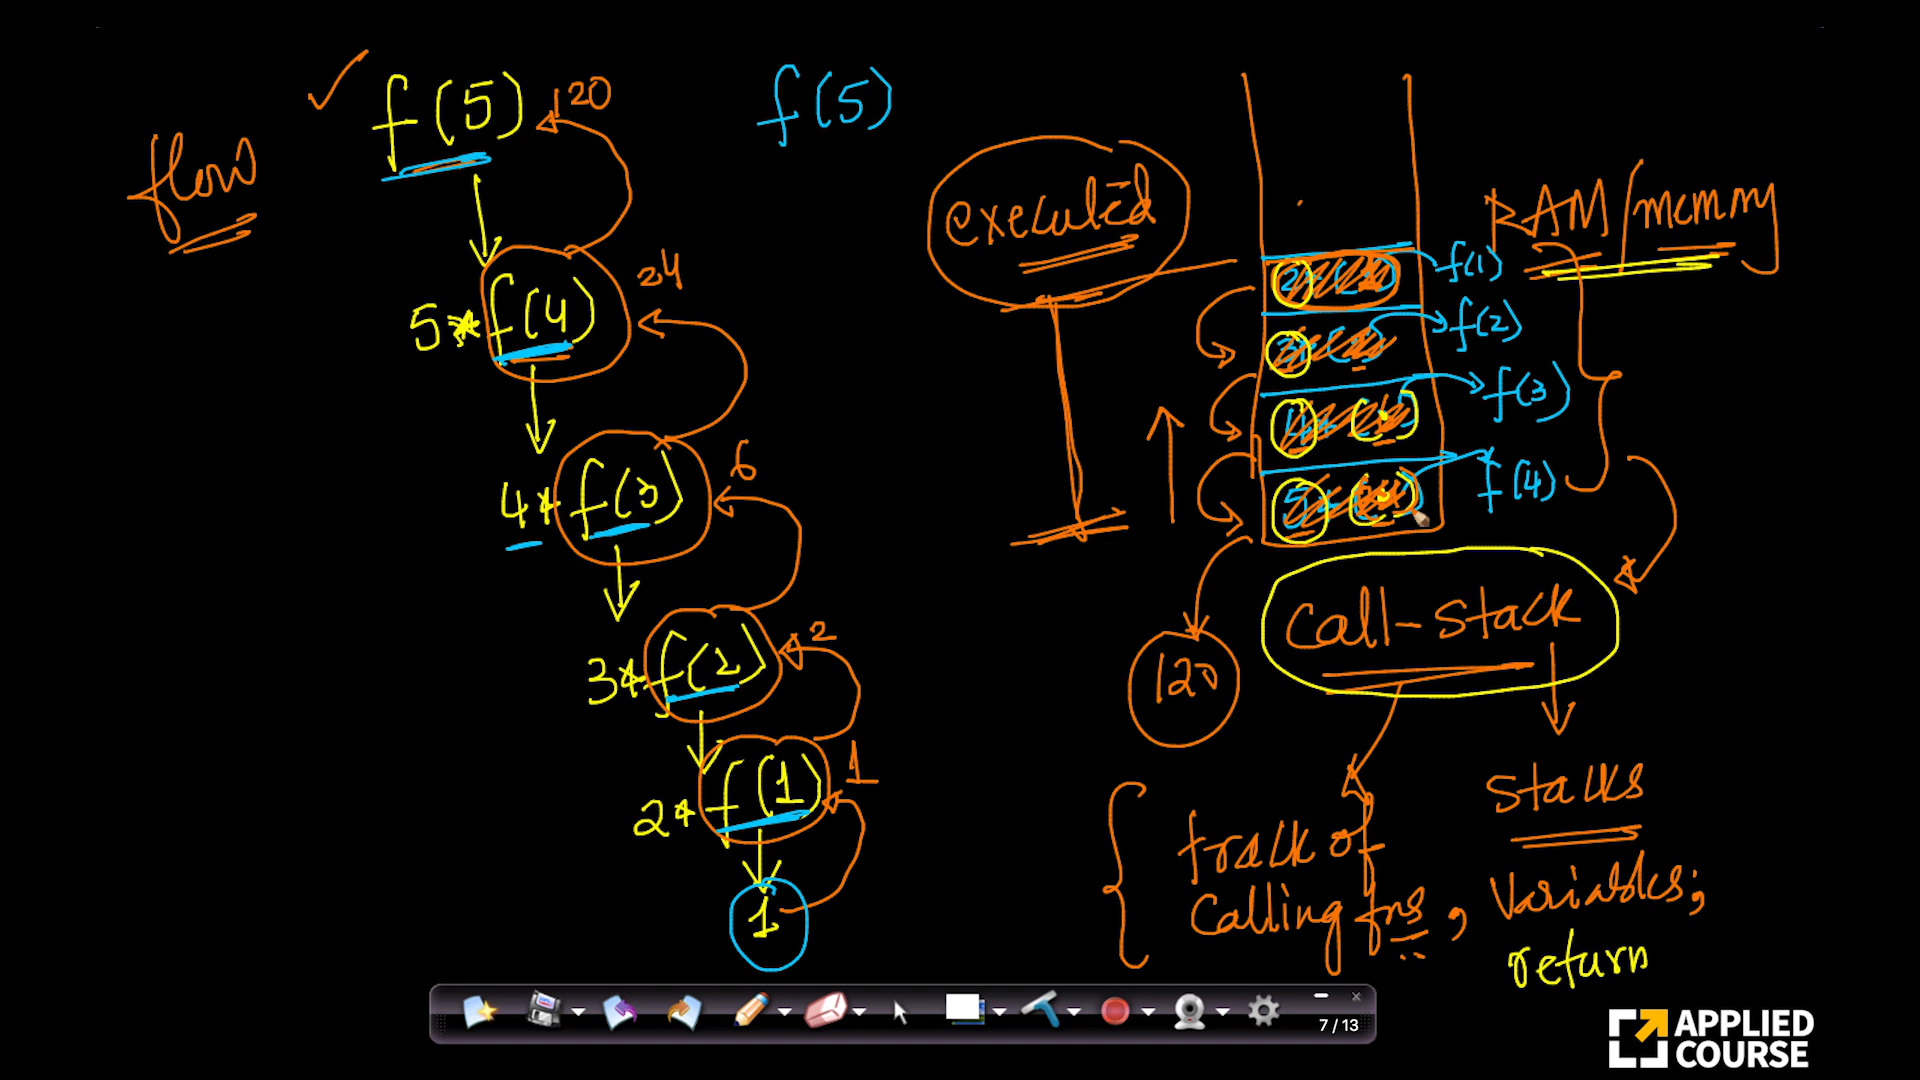 flow
f(5) 120
5* f(4) 24
4* f(3) 6
3* f(2) 2
2* f(1) 1
1
f(5)
executed
RAM/memory
f(1)
f(2)
f(3)
f(4)
120
Call-Stack
Stacks
track of
Calling fns, Variables;
return
7 / 13
APPLIED
COURSE